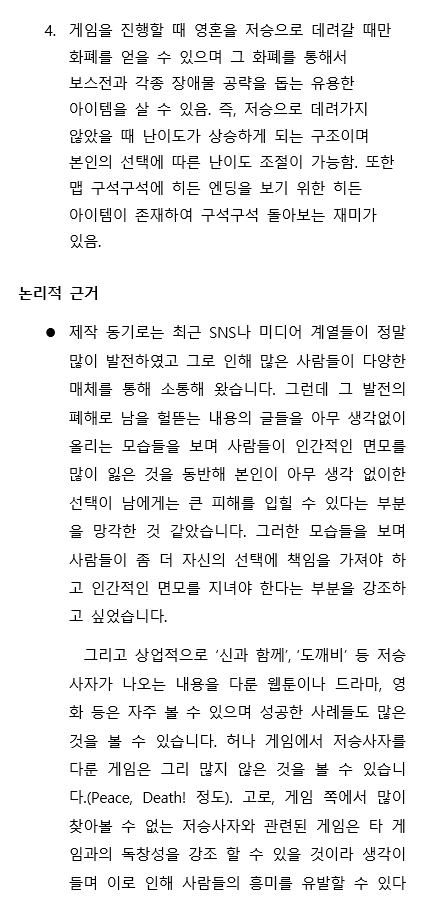 4. 게임을 진행할 때 영혼을 저승으로 데려갈 때만
화폐를 얻을 수 있으며 그 화폐를 통해서
보스전과 각종 장애물 공략을 돕는 유용한
아이템을 살 수 있음. 즉, 저승으로 데려가지
않았을 때 난이도가 상승하게 되는 구조이며
본인의 선택에 따른 난이도 조절이 가능함. 또한
맵 구석구석에 히든 엔딩을 보기 위한 히든
아이템이 존재하여 구석구석 돌아보는 재미가
있음.
논리적 근거
● 제작 동기로는 최근 SNS나 미디어 계열들이 정말
많이 발전하였고 그로 인해 많은 사람들이 다양한
매체를 통해 소통해 왔습니다. 그런데 그 발전의
폐해로 남을 헐뜯는 내용의 글들을 아무 생각없이
올리는 모습들을 보며 사람들이 인간적인 면모를
많이 잃은 것을 동반해 본인이 아무 생각 없이한
선택이 남에게는 큰 피해를 입힐 수 있다는 부분
을 망각한 것 같았습니다. 그러한 모습들을 보며
사람들이 좀 더 자신의 선택에 책임을 가져야 하
고 인간적인 면모를 지녀야 한다는 부분을 강조하
고 싶었습니다.
그리고 상업적으로 ‘신과 함께’, ‘도깨비’ 등 저승
사자가 나오는 내용을 다룬 웹툰이나 드라마, 영
화 등은 자주 볼 수 있으며 성공한 사례들도 많은
것을 볼 수 있습니다. 허나 게임에서 저승사자를
다룬 게임은 그리 많지 않은 것을 볼 수 있습니
다.(Peace, Death! 정도). 고로, 게임 쪽에서 많이
찾아볼 수 없는 저승사자와 관련된 게임은 타 게
임과의 독창성을 강조 할 수 있을 것이라 생각이
들며 이로 인해 사람들의 흥미를 유발할 수 있다